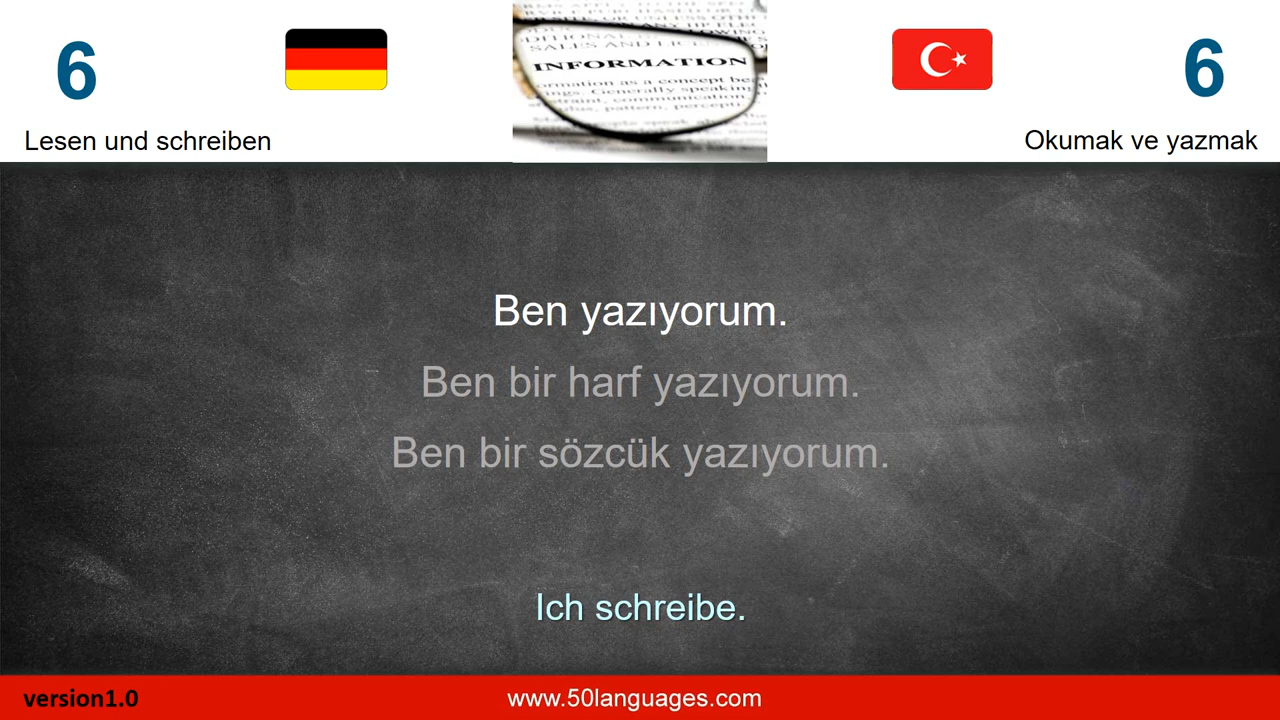 6
6
Lesen und schreiben
INFORMATION
Okumak ve yazmak
Ben yazıyorum.
Ben bir harf yazıyorum.
Ben bir sözcük yazıyorum.
Ich schreibe.
version1.0
www.50languages.com